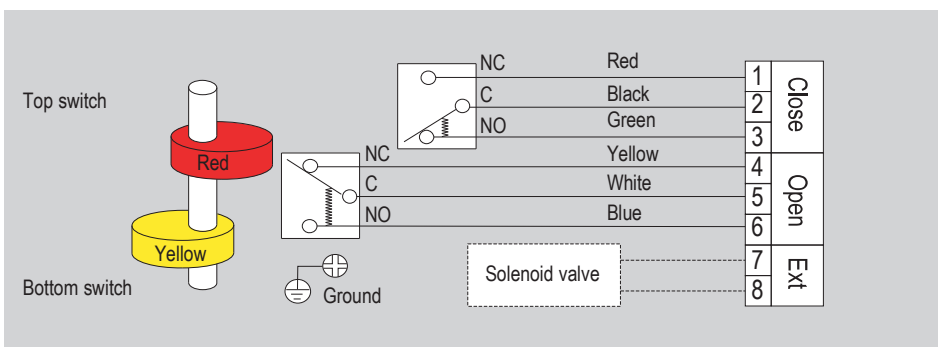 NC Red 1
Top switch C Black 2 Close
NO Green 3
Red NC Yellow 4
C White 5 Open
NO Blue 6
Yellow Solenoid valve 7 Ext
Bottom switch Ground 8